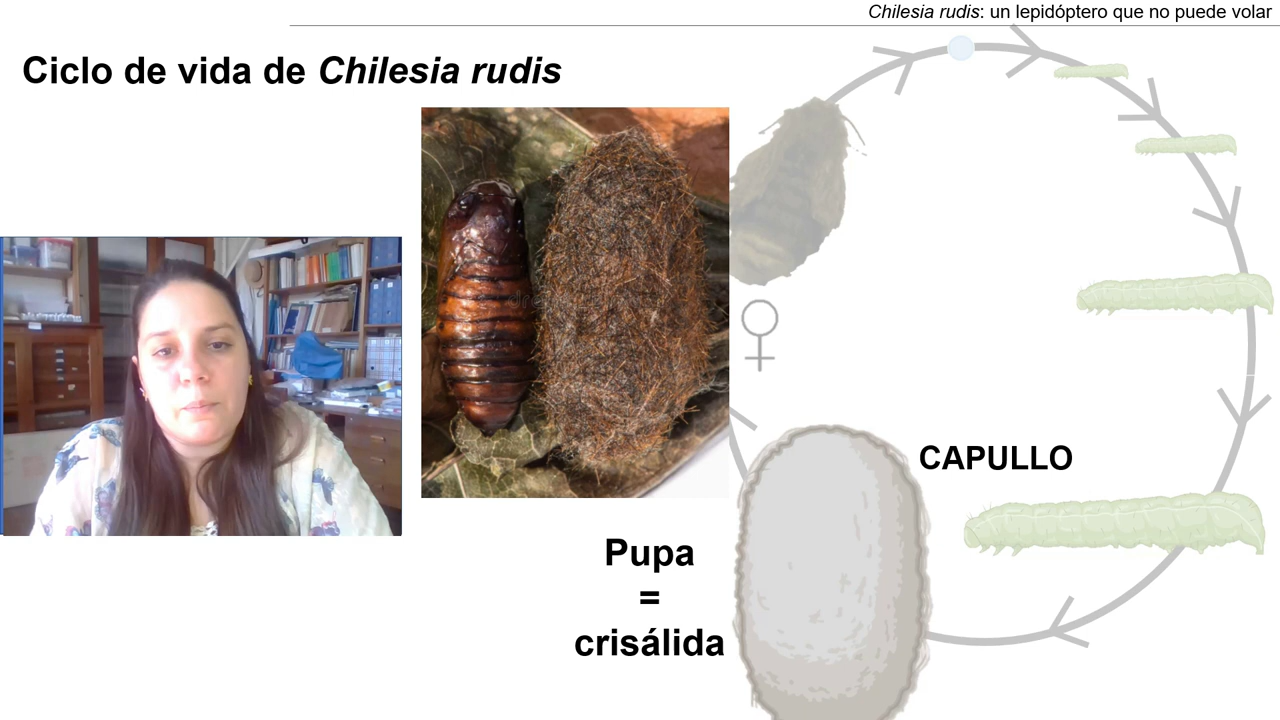 Chilesia rudis: un lepidóptero que no puede volar
Ciclo de vida de Chilesia rudis
CAPULLO
Pupa
=
crisálida